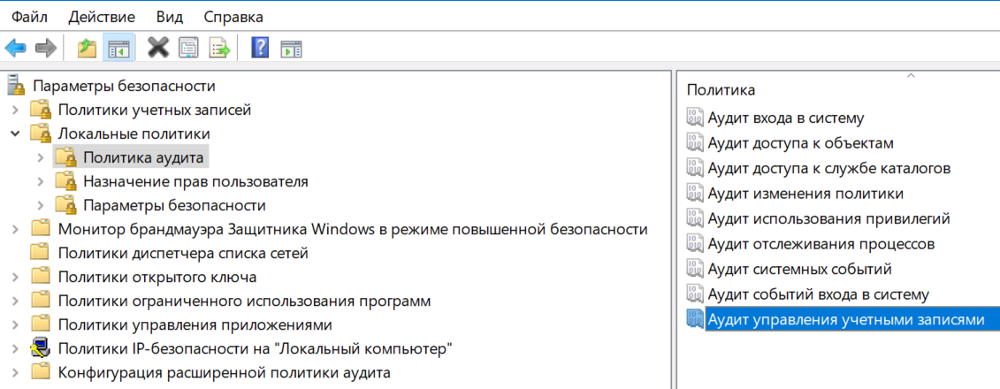 Файл Действие Вид Справка
Параметры безопасности
Политики учетных записей
Локальные политики
Политика аудита
Назначение прав пользователя
Параметры безопасности
Монитор брандмауэра Защитника Windows в режиме повышенной безопасности
Политики диспетчера списка сетей
Политики открытого ключа
Политики ограниченного использования программ
Политики управления приложениями
Политики IP-безопасности на "Локальный компьютер"
Конфигурация расширенной политики аудита
Политика
Аудит входа в систему
Аудит доступа к объектам
Аудит доступа к службе каталогов
Аудит изменения политики
Аудит использования привилегий
Аудит отслеживания процессов
Аудит системных событий
Аудит событий входа в систему
Аудит управления учетными записями